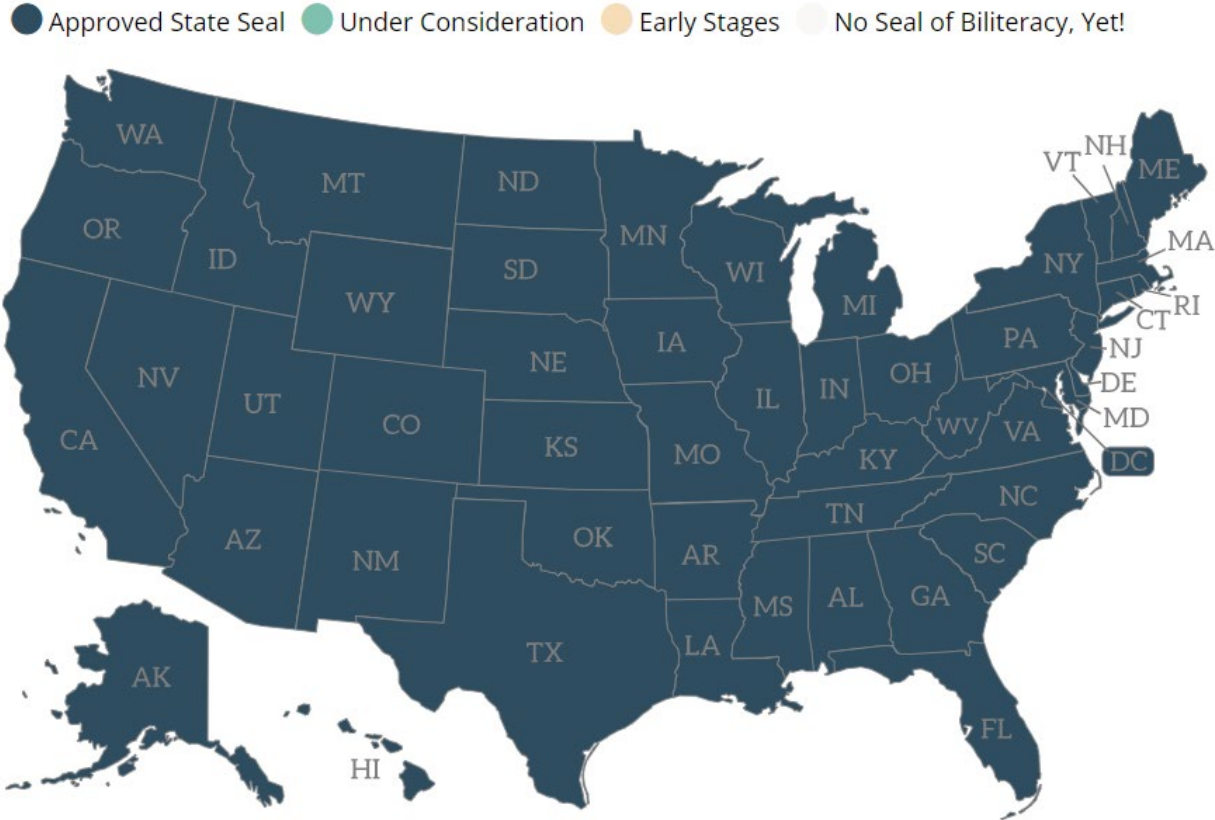 Approved State Seal Under Consideration Early Stages No Seal of Biliteracy, Yet!
WA
MT
ND
MN
VT
NH
ME
OR
ID
SD
WI
NY
MA
WY
MI
RI
CT
IA
PA
NJ
NE
OH
DE
NV
UT
IL
IN
MD
CO
WV
VA
CA
KS
MO
KY
DC
NC
TN
AZ
OK
NM
AR
SC
MS
AL
GA
TX
LA
AK
FL
HI